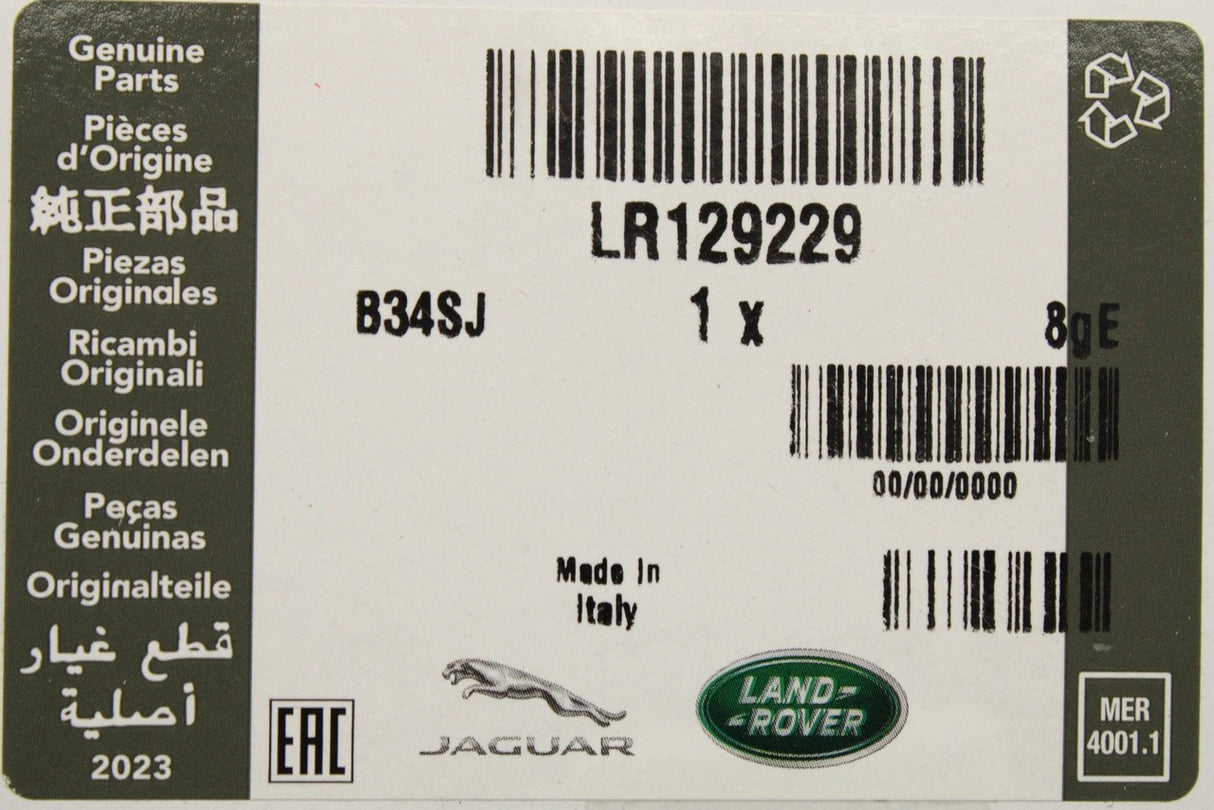 Genuine
Parts
Pièces
d'Origine
純正部品
Piezas
Originales
Ricambi
Originali
Originele
Onderdelen
Peças
Genuinas
Originalteile
قطع غيار
أصلية
2023
LR129229
B34SJ 1 x 8gE
00/00/0000
Made In
Italy
EAC
JAGUAR
LAND-
-ROVER
MER
4001.1